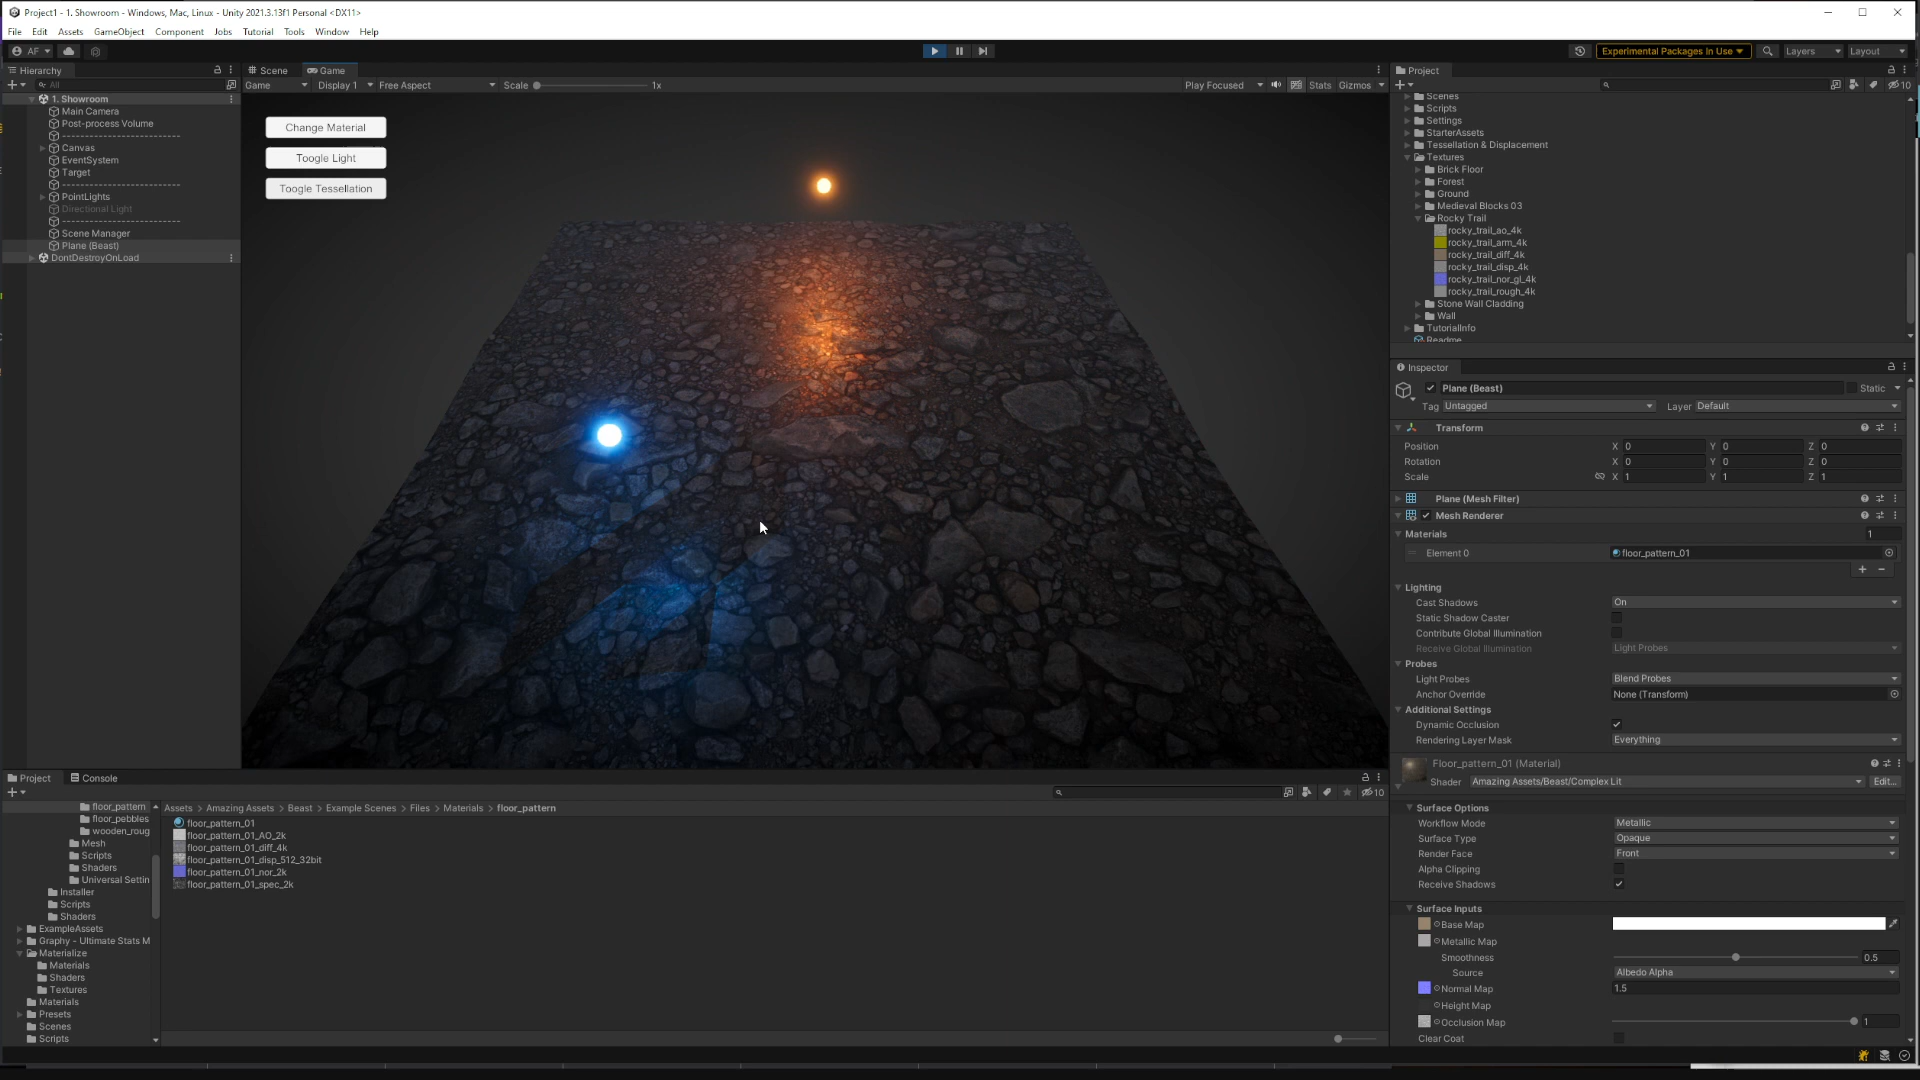 Project1 - 1. Showroom - Windows, Mac, Linux - Unity 2021.3.13f1 Personal <DX11>
File Edit Assets GameObject Component Jobs Tutorial Tools Window Help
AF
Experimental Packages In Use
Layers
Layout
Hierarchy
All
1. Showroom
Main Camera
Post-process Volume
--------------------------
Canvas
EventSystem
Target
--------------------------
PointLights
Directional Light
--------------------------
Scene Manager
Plane (Beast)
DontDestroyOnLoad
Scene
Game
Game
Display 1
Free Aspect
Scale
1x
Play Focused
Stats
Gizmos
Change Material
Toogle Light
Toogle Tessellation
Project
10
Scenes
Scripts
Settings
StarterAssets
Tessellation & Displacement
Textures
Brick Floor
Forest
Ground
Medieval Blocks 03
Rocky Trail
rocky_trail_ao_4k
rocky_trail_arm_4k
rocky_trail_diff_4k
rocky_trail_disp_4k
rocky_trail_nor_gl_4k
rocky_trail_rough_4k
Stone Wall Cladding
Wall
TutorialInfo
Readme
Inspector
Plane (Beast)
Static
Tag Untagged
Layer Default
Transform
Position X 0 Y 0 Z 0
Rotation X 0 Y 0 Z 0
Scale X 1 Y 1 Z 1
Plane (Mesh Filter)
Mesh Renderer
Materials 1
Element 0 floor_pattern_01
Lighting
Cast Shadows On
Static Shadow Caster
Contribute Global Illumination
Receive Global Illumination Light Probes
Probes
Light Probes Blend Probes
Anchor Override None (Transform)
Additional Settings
Dynamic Occlusion
Rendering Layer Mask Everything
Floor_pattern_01 (Material)
Shader Amazing Assets/Beast/Complex Lit Edit...
Surface Options
Workflow Mode Metallic
Surface Type Opaque
Render Face Front
Alpha Clipping
Receive Shadows
Surface Inputs
Base Map
Metallic Map
Smoothness 0.5
Source Albedo Alpha
Normal Map 1.5
Height Map
Occlusion Map 1
Clear Coat
Project
Console
10
floor_pattern
floor_pebbles
wooden_roug
Mesh
Scripts
Shaders
Universal Settin
Installer
Scripts
Shaders
ExampleAssets
Graphy - Ultimate Stats M
Materialize
Materials
Shaders
Textures
Materials
Presets
Scenes
Scripts
Assets > Amazing Assets > Beast > Example Scenes > Files > Materials > floor_pattern
floor_pattern_01
floor_pattern_01_AO_2k
floor_pattern_01_diff_4k
floor_pattern_01_disp_512_32bit
floor_pattern_01_nor_2k
floor_pattern_01_spec_2k